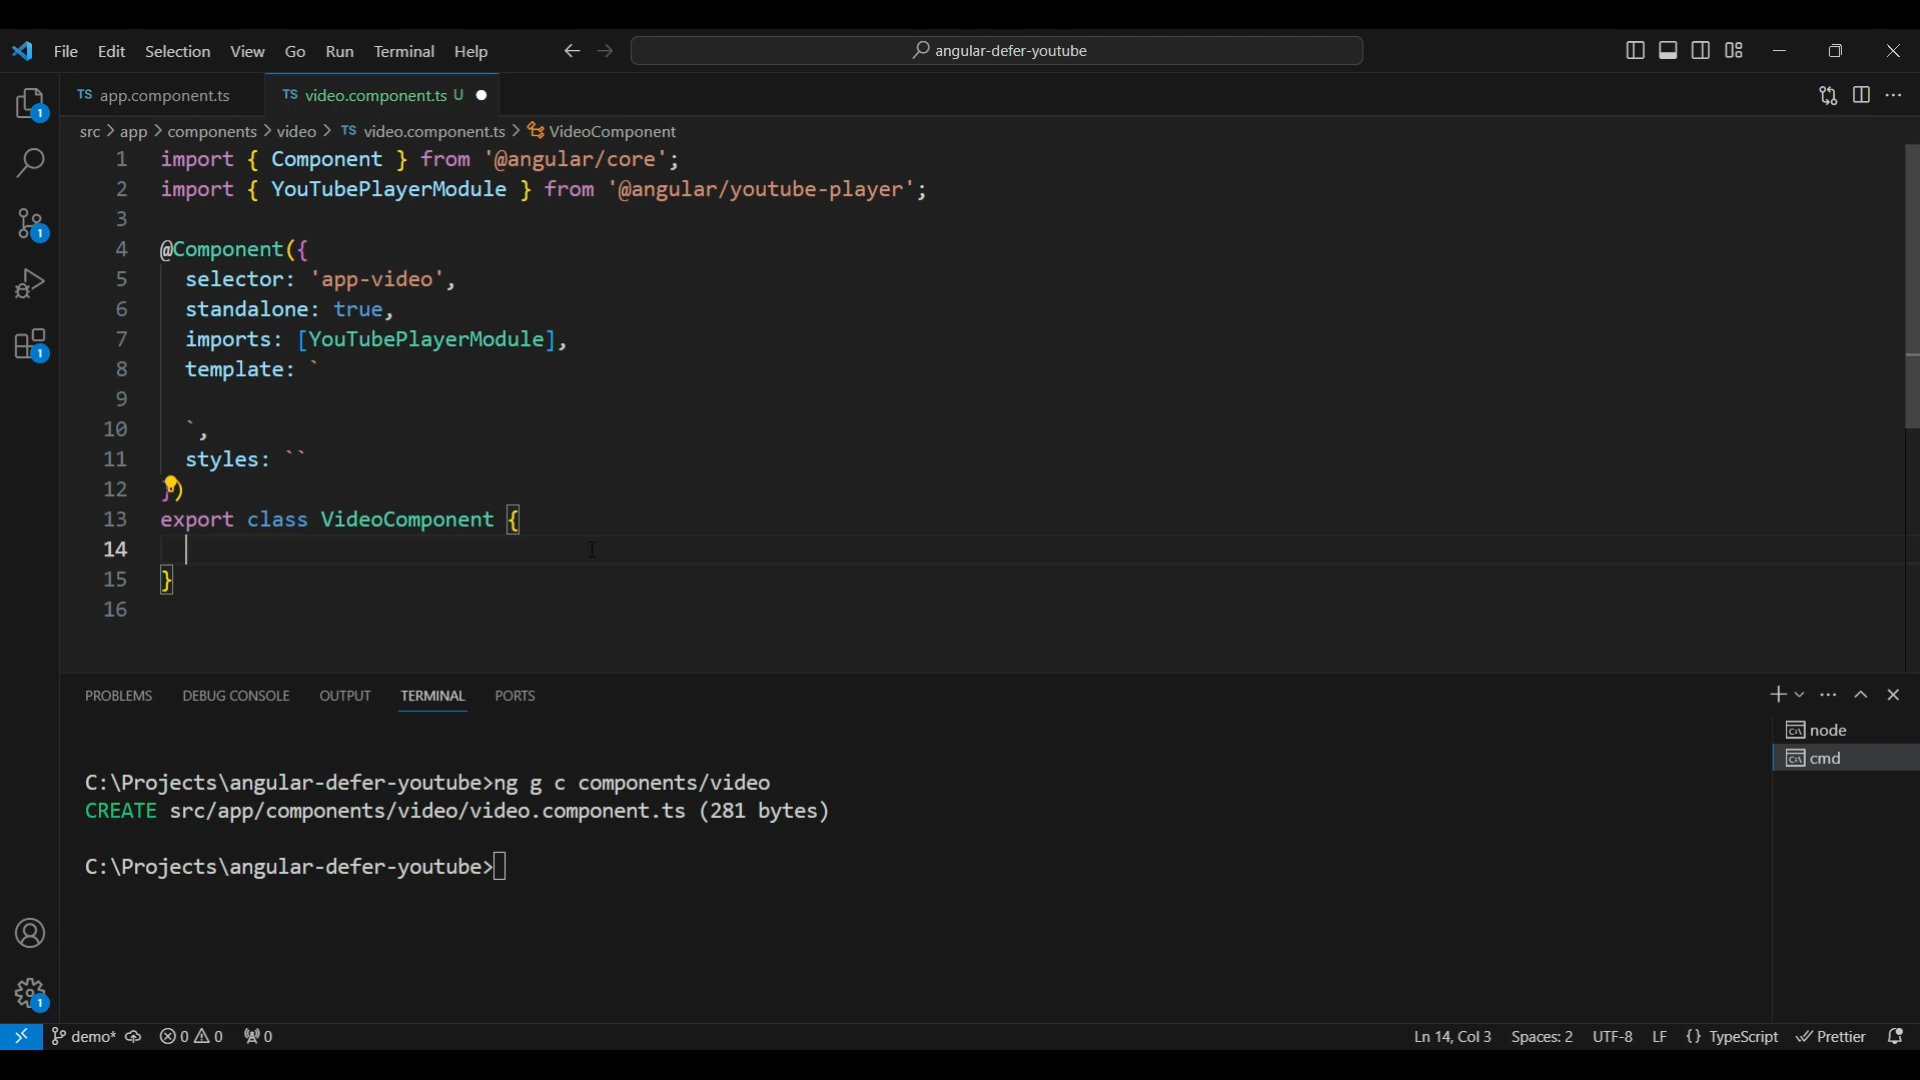 File Edit Selection View Go Run Terminal Help angular-defer-youtube
TS app.component.ts TS video.component.ts U
src > app > components > video > TS video.component.ts > VideoComponent
1 import { Component } from '@angular/core';
2 import { YouTubePlayerModule } from '@angular/youtube-player';
3
4 @Component({
5 selector: 'app-video',
6 standalone: true,
7 imports: [YouTubePlayerModule],
8 template: `
9
10 `,
11 styles: ``
12 })
13 export class VideoComponent {
14
15 }
16
1
1
1
1
PROBLEMS DEBUG CONSOLE OUTPUT TERMINAL PORTS
node
cmd
C:\Projects\angular-defer-youtube>ng g c components/video
CREATE src/app/components/video/video.component.ts (281 bytes)
C:\Projects\angular-defer-youtube>
1
demo* 0 0 0 Ln 14, Col 3 Spaces: 2 UTF-8 LF {} TypeScript Prettier